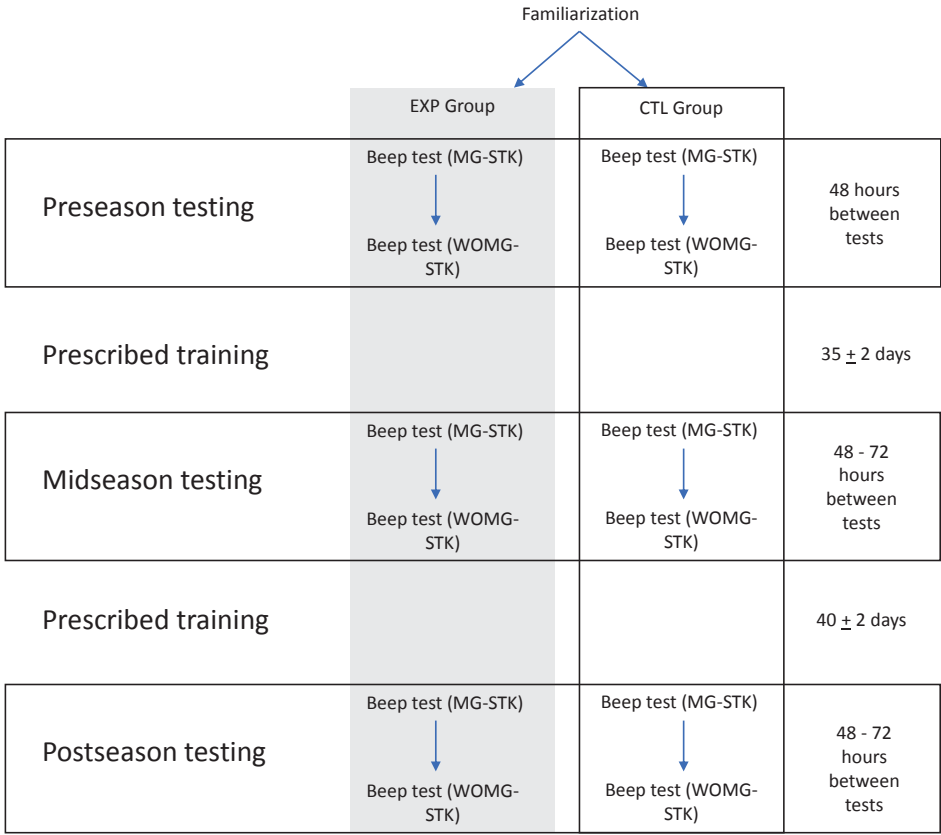 Familiarization
EXP Group
CTL Group
Preseason testing
Beep test (MG-STK)
Beep test (WOMG-
STK)
Beep test (MG-STK)
Beep test (WOMG-
STK)
48 hours
between
tests
Prescribed training
35 ± 2 days
Midseason testing
Beep test (MG-STK)
Beep test (WOMG-
STK)
Beep test (MG-STK)
Beep test (WOMG-
STK)
48 - 72
hours
between
tests
Prescribed training
40 ± 2 days
Postseason testing
Beep test (MG-STK)
Beep test (WOMG-
STK)
Beep test (MG-STK)
Beep test (WOMG-
STK)
48 - 72
hours
between
tests